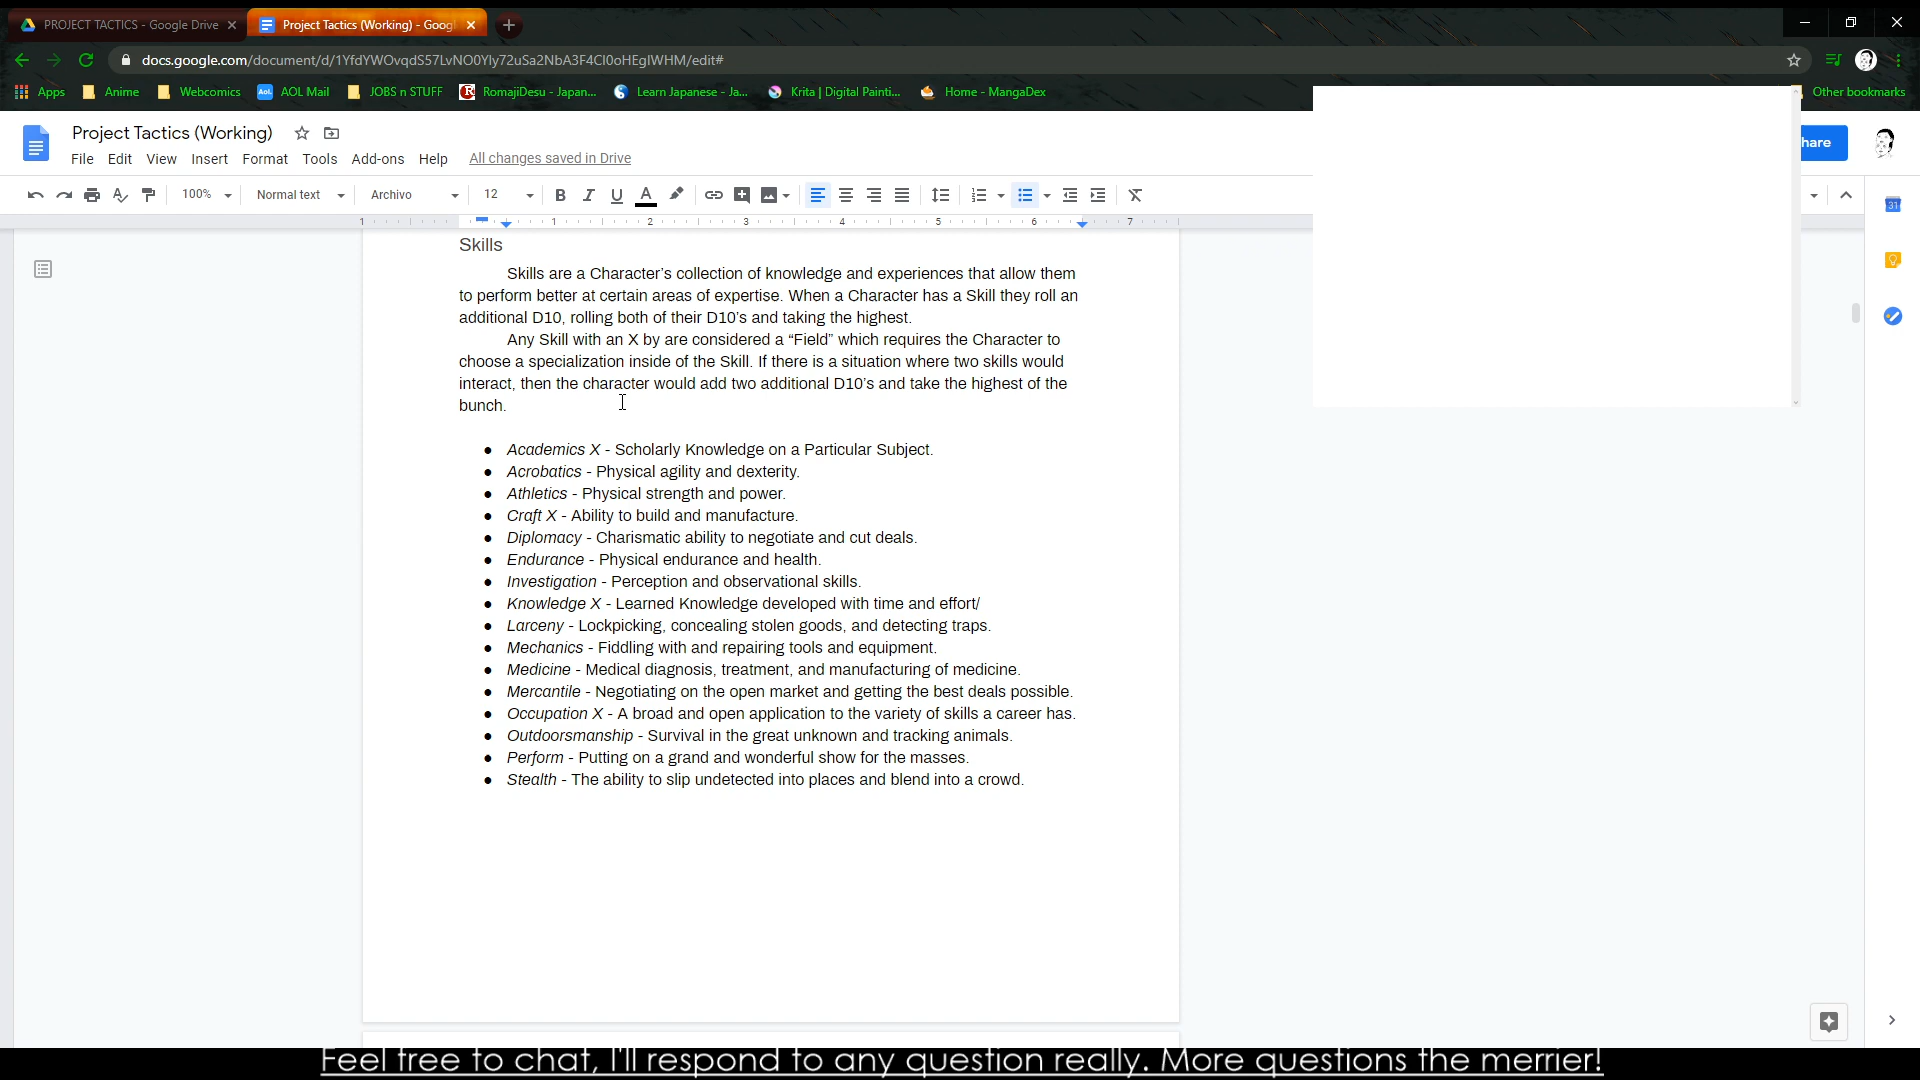 PROJECT TACTICS - Google Drive
Project Tactics (Working) - Goog
docs.google.com/document/d/1YfdYWOvqdS57LvNO0Yly72uSa2NbA3F4CI0oHEgIWHM/edit#
Apps Anime Webcomics AOL Mail JOBS n STUFF RomajiDesu - Japan... Learn Japanese - Ja... Krita | Digital Painti... Home - MangaDex Other bookmarks
Project Tactics (Working)
hare
File Edit View Insert Format Tools Add-ons Help All changes saved in Drive
100% Normal text Archivo 12
1 1 2 3 4 5 6 7
Skills
Skills are a Character’s collection of knowledge and experiences that allow them
to perform better at certain areas of expertise. When a Character has a Skill they roll an
additional D10, rolling both of their D10’s and taking the highest.
Any Skill with an X by are considered a “Field” which requires the Character to
choose a specialization inside of the Skill. If there is a situation where two skills would
interact, then the character would add two additional D10’s and take the highest of the
bunch.
● Academics X - Scholarly Knowledge on a Particular Subject.
● Acrobatics - Physical agility and dexterity.
● Athletics - Physical strength and power.
● Craft X - Ability to build and manufacture.
● Diplomacy - Charismatic ability to negotiate and cut deals.
● Endurance - Physical endurance and health.
● Investigation - Perception and observational skills.
● Knowledge X - Learned Knowledge developed with time and effort/
● Larceny - Lockpicking, concealing stolen goods, and detecting traps.
● Mechanics - Fiddling with and repairing tools and equipment.
● Medicine - Medical diagnosis, treatment, and manufacturing of medicine.
● Mercantile - Negotiating on the open market and getting the best deals possible.
● Occupation X - A broad and open application to the variety of skills a career has.
● Outdoorsmanship - Survival in the great unknown and tracking animals.
● Perform - Putting on a grand and wonderful show for the masses.
● Stealth - The ability to slip undetected into places and blend into a crowd.
Feel free to chat, I'll respond to any question really. More questions the merrier!